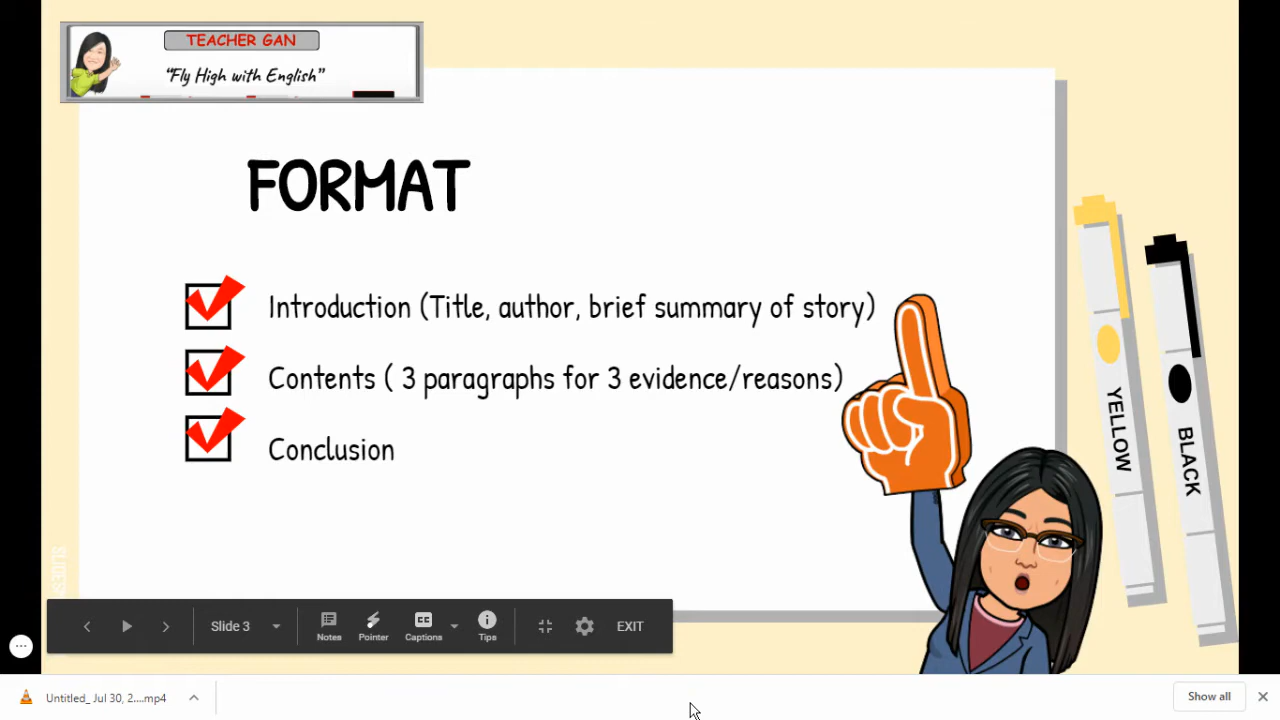 TEACHER GAN
“Fly High with English”
FORMAT
Introduction (Title, author, brief summary of story)
Contents ( 3 paragraphs for 3 evidence/reasons)
Conclusion
YELLOW
BLACK
Slide 3
Notes
Pointer
CC
Captions
Tips
EXIT
Untitled_ Jul 30, 2....mp4
Show all